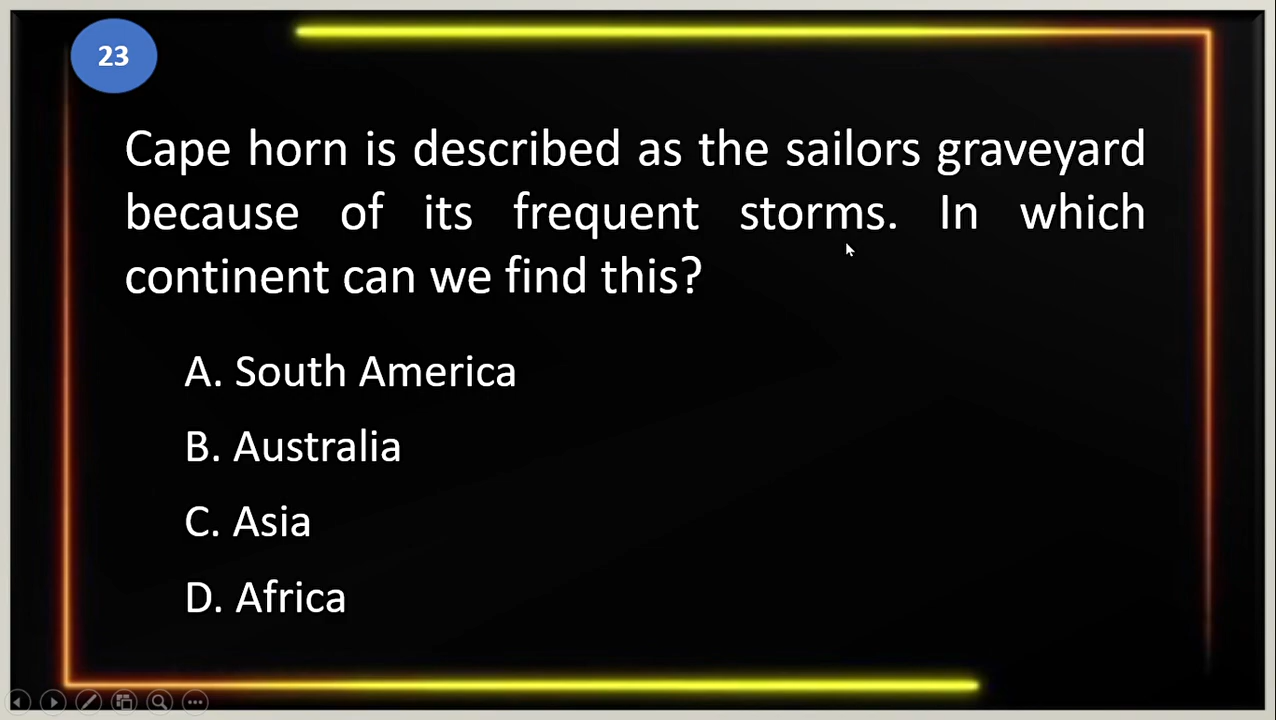 23
Cape horn is described as the sailors graveyard
because of its frequent storms. In which
continent can we find this?
A. South America
B. Australia
C. Asia
D. Africa